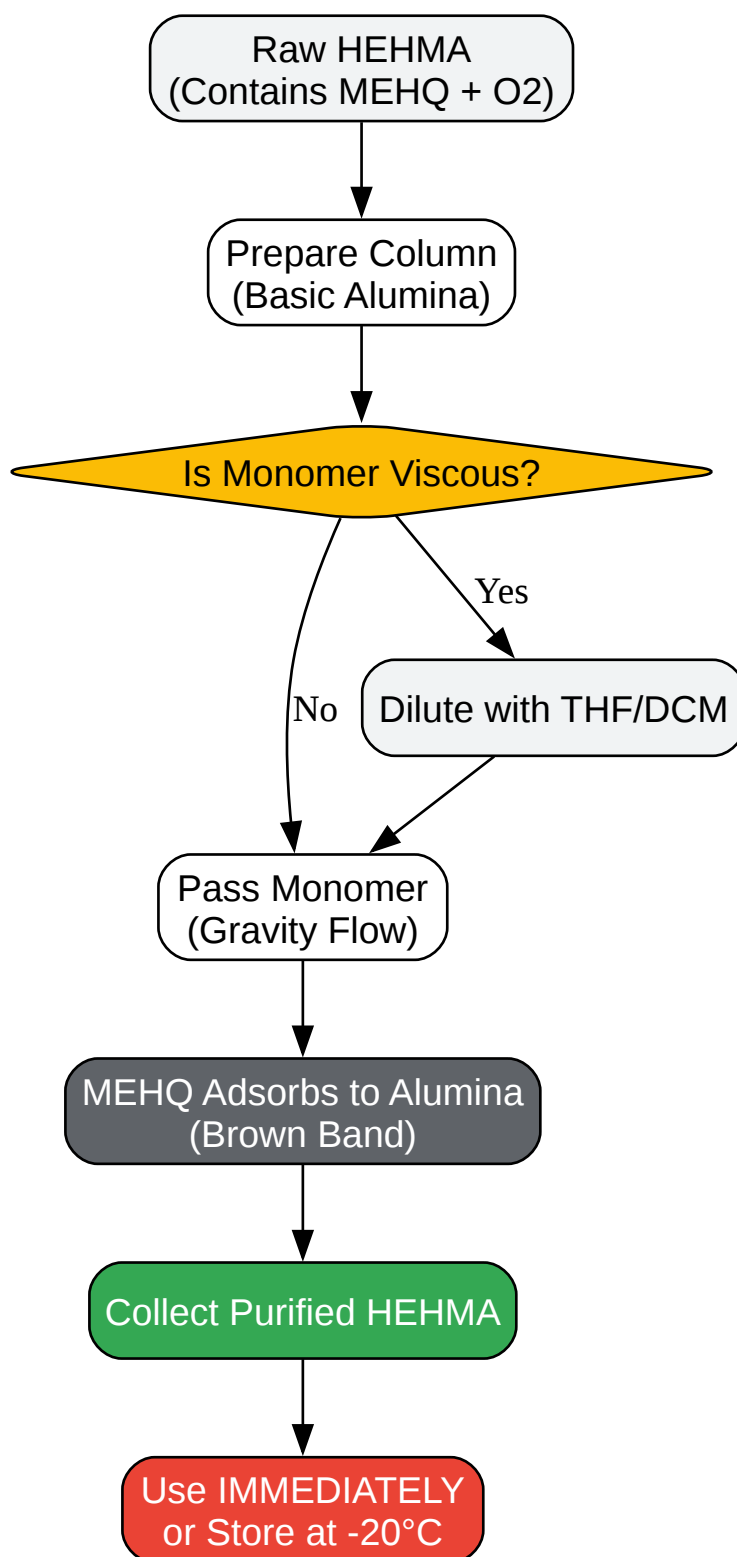 Raw HEHMA
(Contains MEHQ + O2)
Prepare Column
(Basic Alumina)
Is Monomer Viscous?
Yes
Dilute with THF/DCM
No
Pass Monomer
(Gravity Flow)
MEHQ Adsorbs to Alumina
(Brown Band)
Collect Purified HEHMA
Use IMMEDIATELY
or Store at -20°C